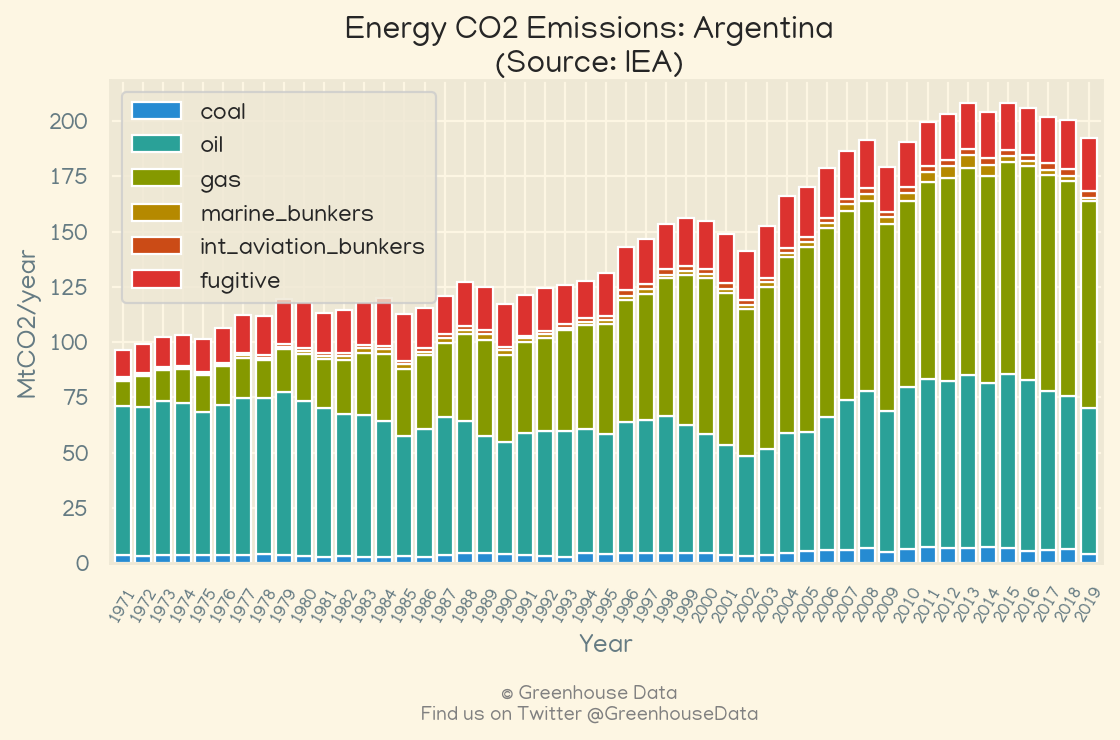 Energy CO2 Emissions: Argentina
(Source: IEA)
coal
oil
gas
marine_bunkers
int_aviation_bunkers
fugitive
MtCO2/year
200
175
150
125
100
75
50
25
0
1971 1972 1973 1974 1975 1976 1977 1978 1979 1980 1981 1982 1983 1984 1985 1986 1987 1988 1989 1990 1991 1992 1993 1994 1995 1996 1997 1998 1999 2000 2001 2002 2003 2004 2005 2006 2007 2008 2009 2010 2011 2012 2013 2014 2015 2016 2017 2018 2019
Year
© Greenhouse Data
Find us on Twitter @GreenhouseData